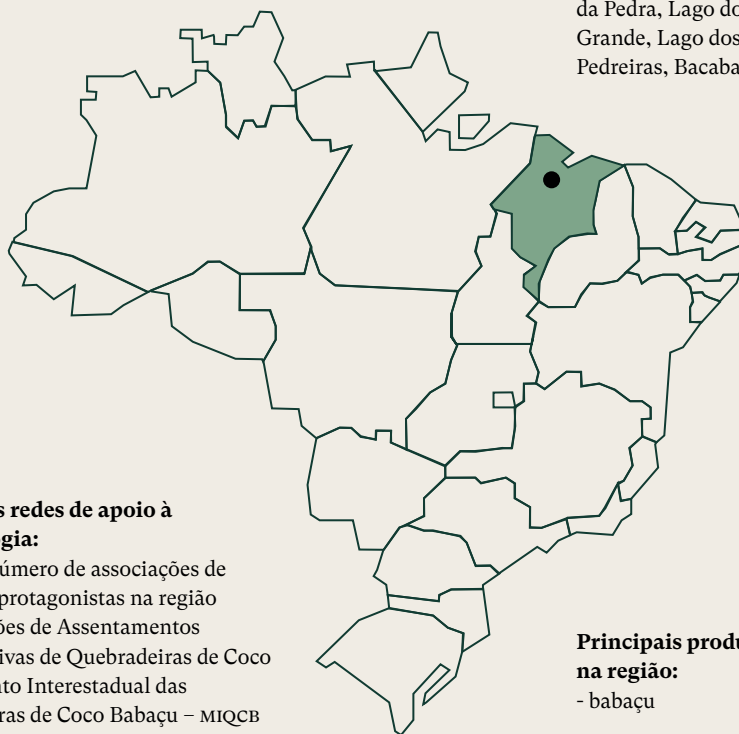 da Pedra, Lago do
Grande, Lago dos
Pedreiras, Bacaba
s redes de apoio à
gia:
úmero de associações de
protagonistas na região
ões de Assentamentos
ivas de Quebradeiras de Coco
nto Interestadual das
ras de Coco Babaçu – MIQCB
Principais produ
na região:
- babaçu